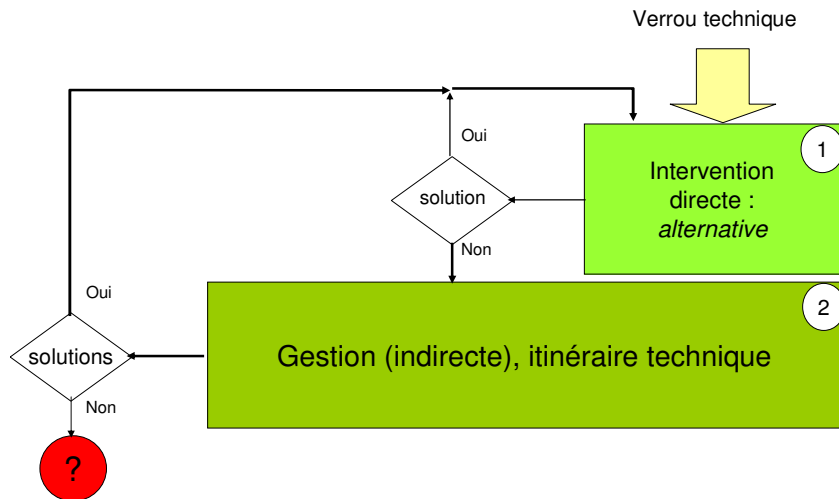 Verrou technique
1
Intervention
directe :
alternative
Oui
solution
Non
2
Gestion (indirecte), itinéraire technique
Oui
solutions
Non
?